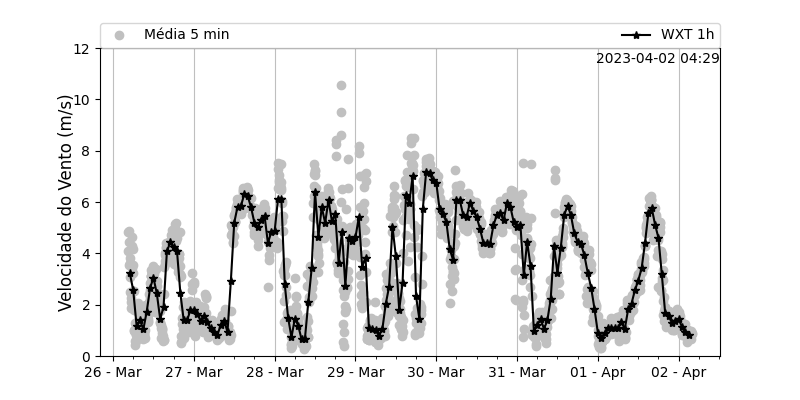 Média 5 min
WXT 1h
2023-04-02 04:29
Velocidade do Vento (m/s)
12
10
8
6
4
2
0
26 - Mar
27 - Mar
28 - Mar
29 - Mar
30 - Mar
31 - Mar
01 - Apr
02 - Apr